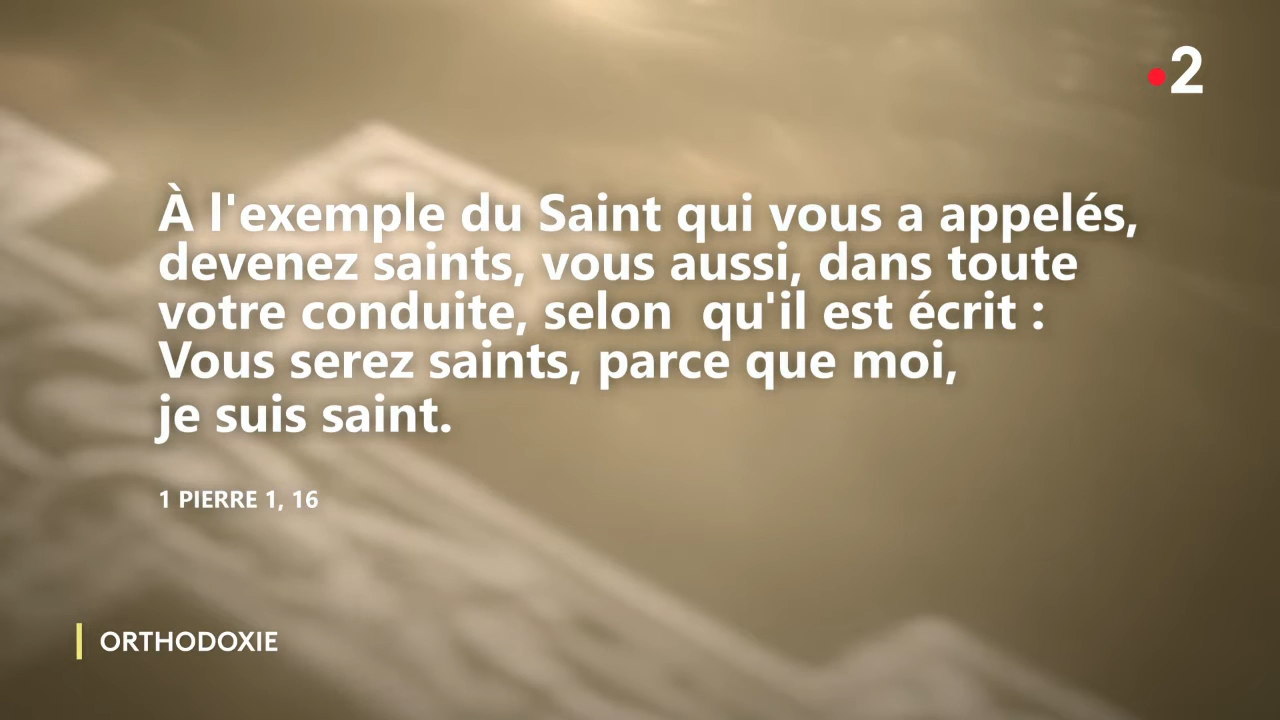 2
À l'exemple du Saint qui vous a appelés,
devenez saints, vous aussi, dans toute
votre conduite, selon  qu'il est écrit :
Vous serez saints, parce que moi,
je suis saint.
1 PIERRE 1, 16
ORTHODOXIE